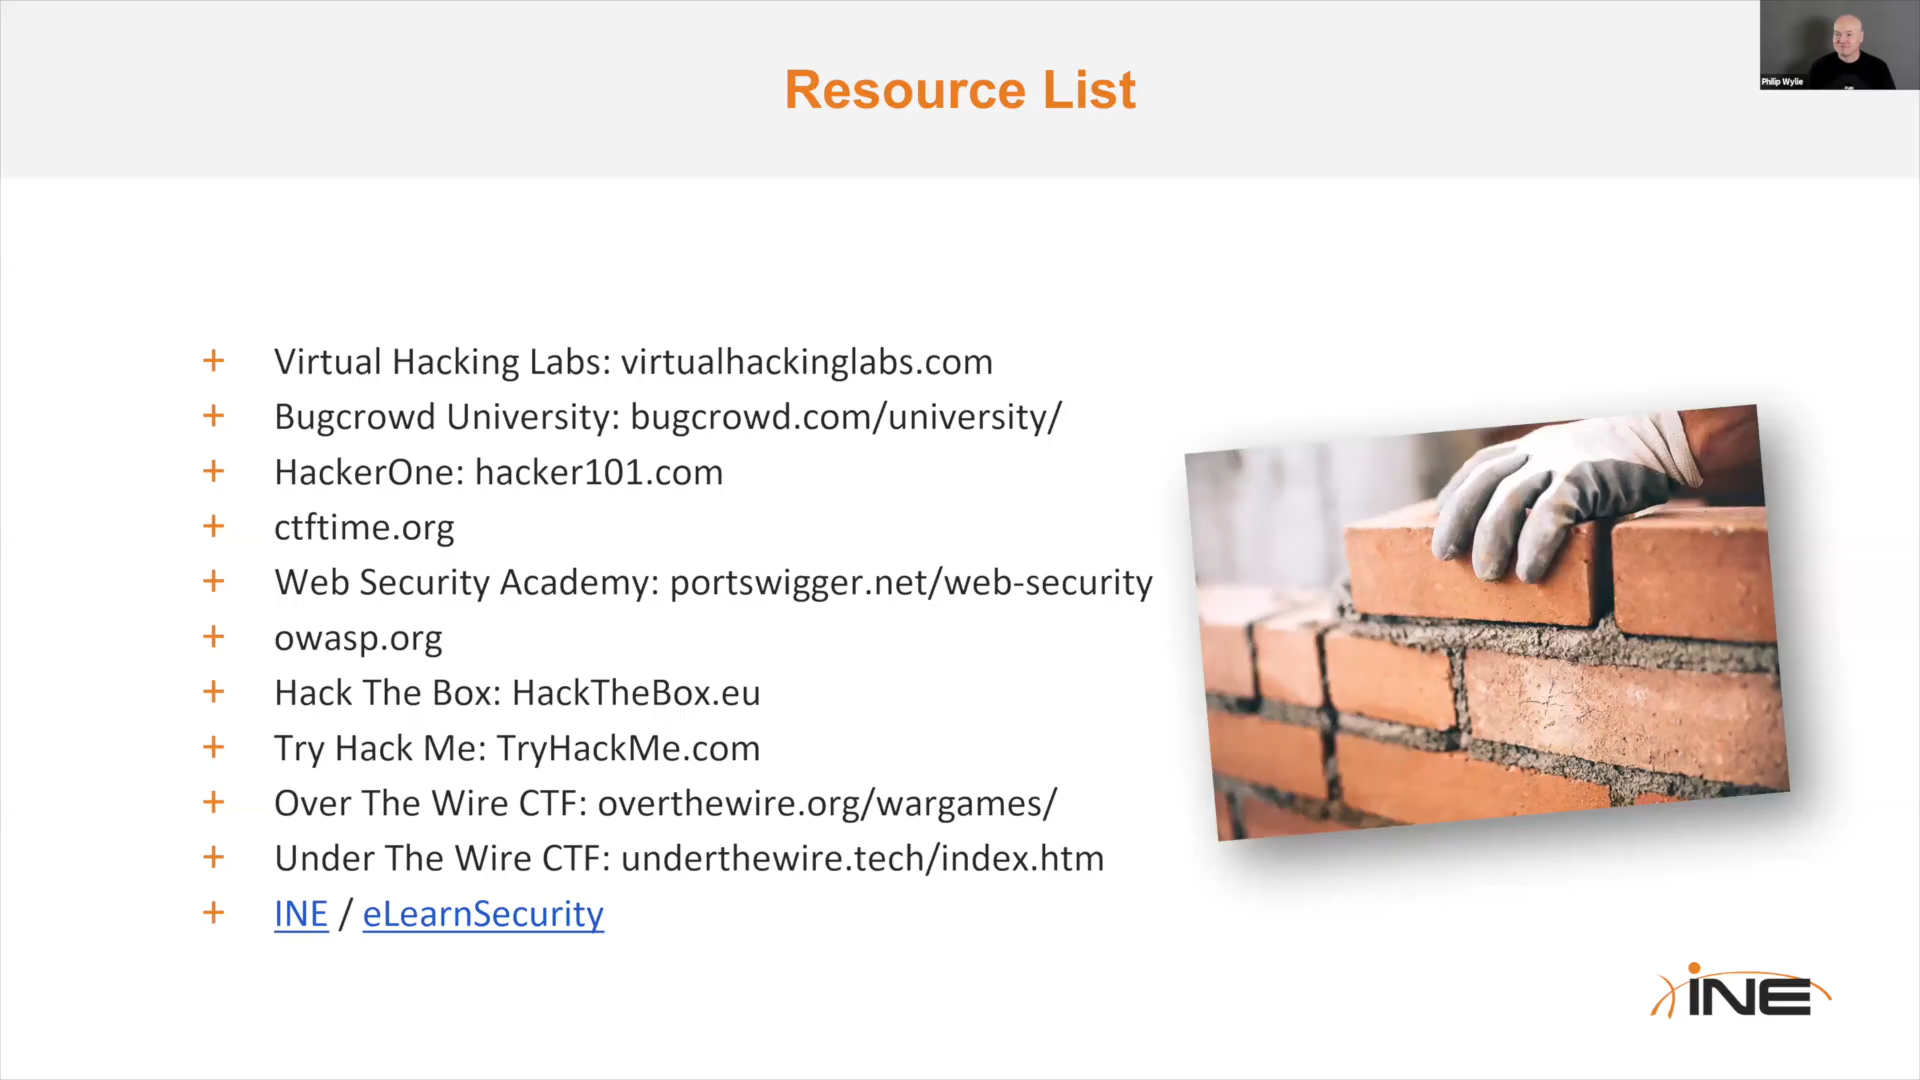 Resource List
Philip Wylie
+ Virtual Hacking Labs: virtualhackinglabs.com
+ Bugcrowd University: bugcrowd.com/university/
+ HackerOne: hacker101.com
+ ctftime.org
+ Web Security Academy: portswigger.net/web-security
+ owasp.org
+ Hack The Box: HackTheBox.eu
+ Try Hack Me: TryHackMe.com
+ Over The Wire CTF: overthewire.org/wargames/
+ Under The Wire CTF: underthewire.tech/index.htm
+ INE / eLearnSecurity
iNE